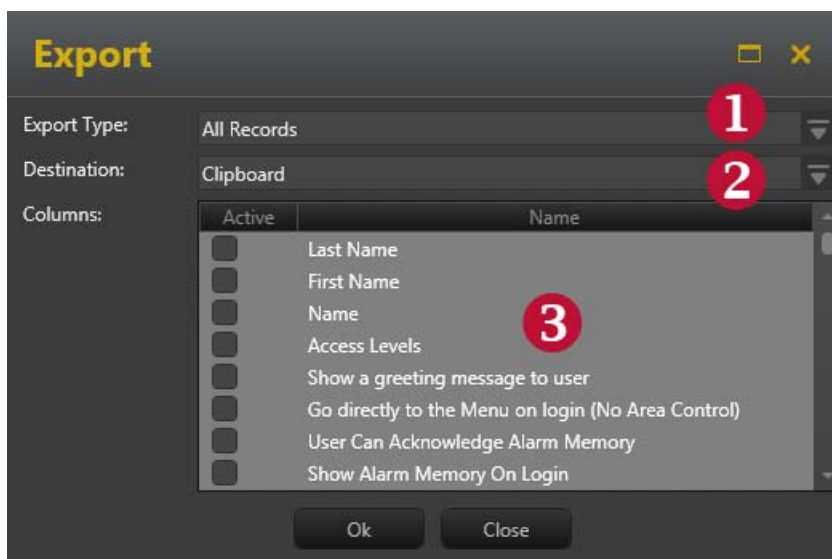 Export
Export Type: All Records 1
Destination: Clipboard 2
Columns: Active Name
Last Name
First Name
Name 3
Access Levels
Show a greeting message to user
Go directly to the Menu on login (No Area Control)
User Can Acknowledge Alarm Memory
Show Alarm Memory On Login
Ok Close